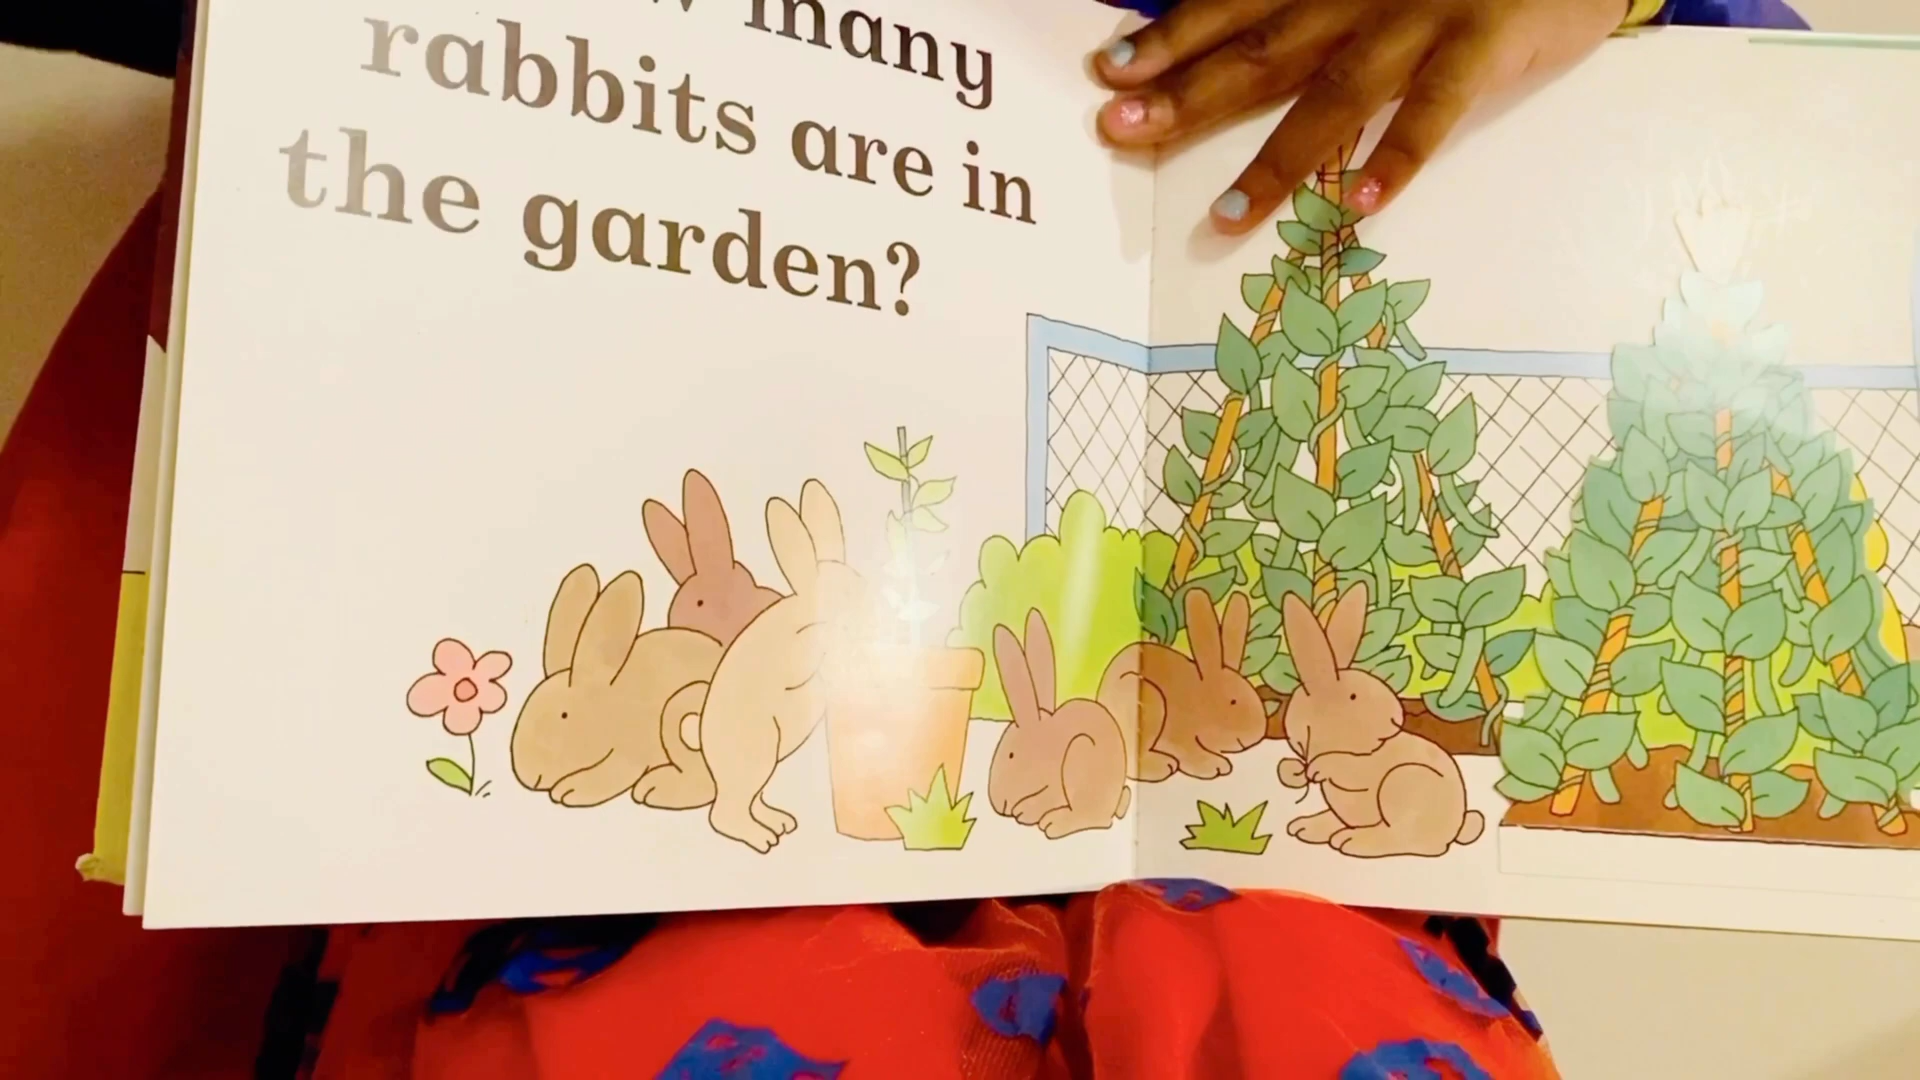 many
rabbits are in
the garden?